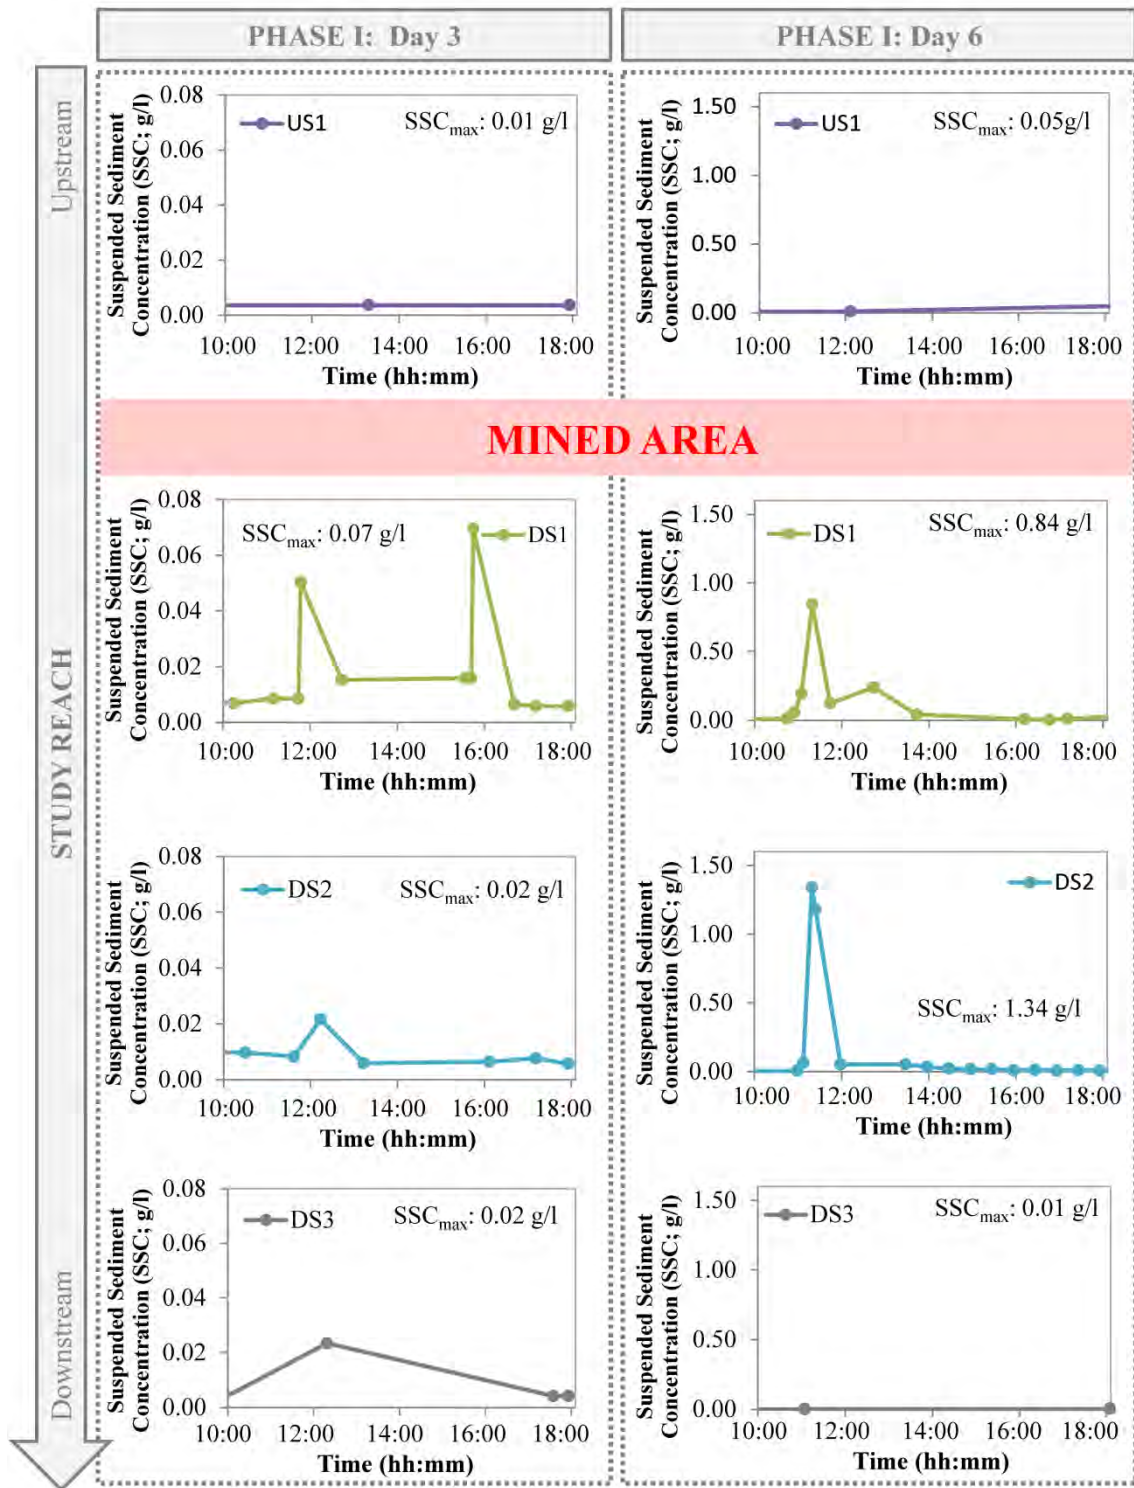 PHASE I: Day 3
PHASE I: Day 6
Upstream
STUDY REACH
Downstream
Suspended Sediment
Concentration (SSC; g/l)
0.08
0.06
0.04
0.02
0.00
US1
SSCmax: 0.01 g/l
10:00 12:00 14:00 16:00 18:00
Time (hh:mm)
Suspended Sediment
Concentration (SSC; g/l)
1.50
1.00
0.50
0.00
US1
SSCmax: 0.05g/l
10:00 12:00 14:00 16:00 18:00
Time (hh:mm)
MINED AREA
Suspended Sediment
Concentration (SSC; g/l)
0.08
0.06
0.04
0.02
0.00
SSCmax: 0.07 g/l
DS1
10:00 12:00 14:00 16:00 18:00
Time (hh:mm)
Suspended Sediment
Concentration (SSC; g/l)
1.50
1.00
0.50
0.00
DS1
SSCmax: 0.84 g/l
10:00 12:00 14:00 16:00 18:00
Time (hh:mm)
Suspended Sediment
Concentration (SSC; g/l)
0.08
0.06
0.04
0.02
0.00
DS2
SSCmax: 0.02 g/l
10:00 12:00 14:00 16:00 18:00
Time (hh:mm)
Suspended Sediment
Concentration (SSC; g/l)
1.50
1.00
0.50
0.00
DS2
SSCmax: 1.34 g/l
10:00 12:00 14:00 16:00 18:00
Time (hh:mm)
Suspended Sediment
Concentration (SSC; g/l)
0.08
0.06
0.04
0.02
0.00
DS3
SSCmax: 0.02 g/l
10:00 12:00 14:00 16:00 18:00
Time (hh:mm)
Suspended Sediment
Concentration (SSC; g/l)
1.50
1.00
0.50
0.00
DS3
SSCmax: 0.01 g/l
10:00 12:00 14:00 16:00 18:00
Time (hh:mm)